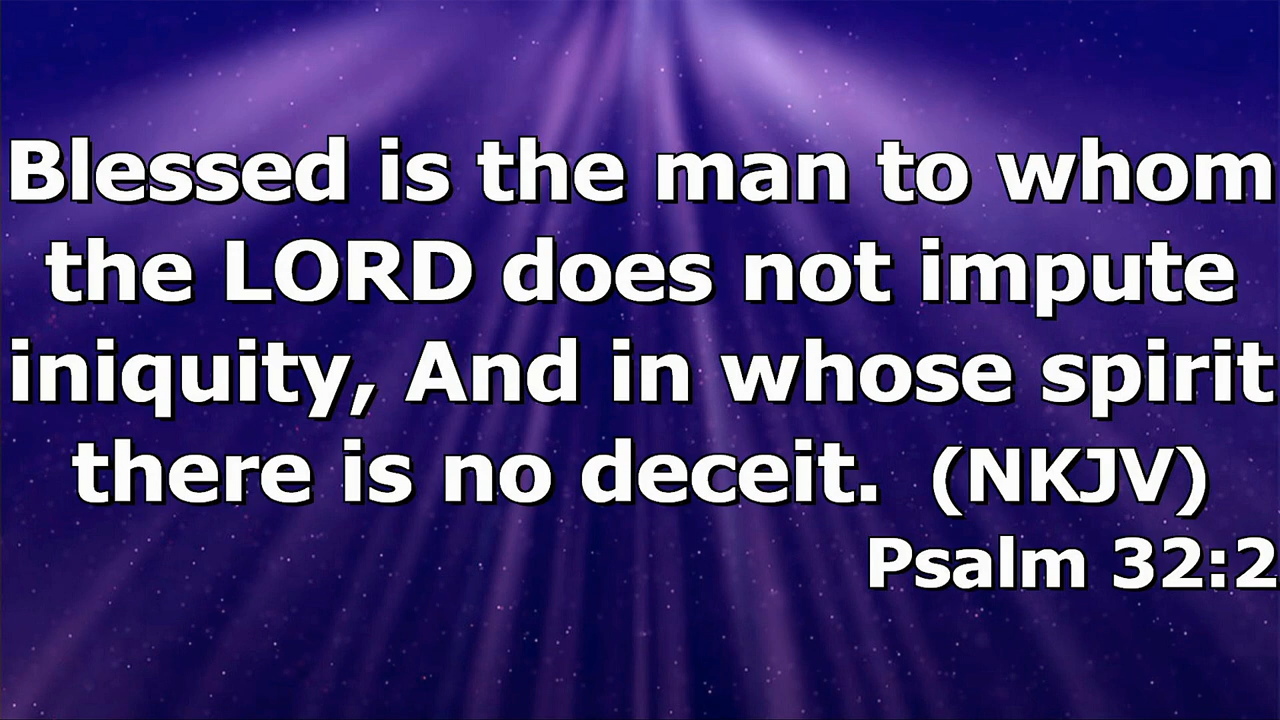 Blessed is the man to whom
the LORD does not impute
iniquity, And in whose spirit
there is no deceit. (NKJV)
Psalm 32:2